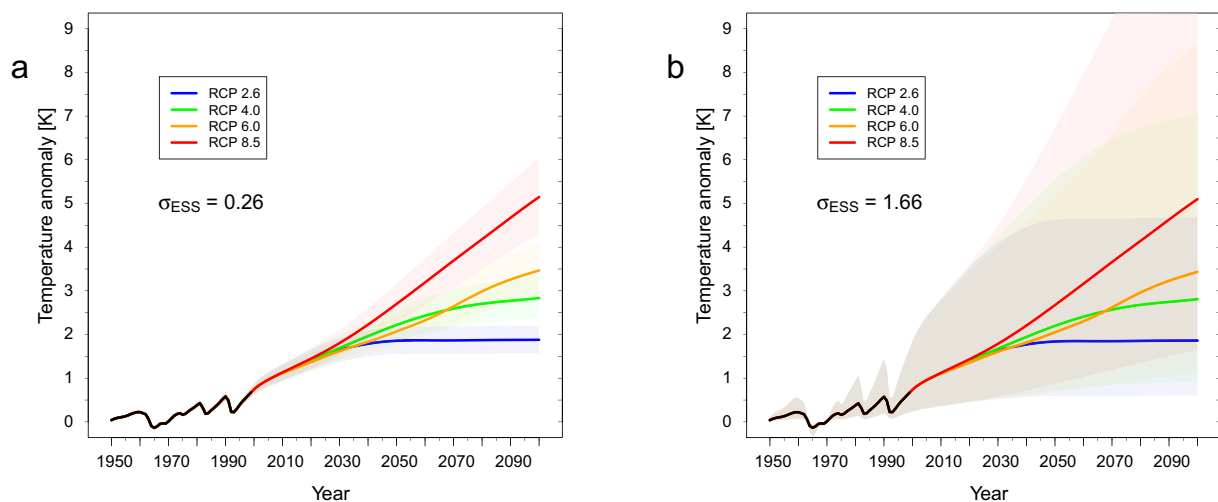 a
Temperature anomaly [K]
9
8
7
6
5
4
3
2
1
0
RCP 2.6
RCP 4.0
RCP 6.0
RCP 8.5
σESS = 0.26
1950 1970 1990 2010 2030 2050 2070 2090
Year
b
Temperature anomaly [K]
9
8
7
6
5
4
3
2
1
0
RCP 2.6
RCP 4.0
RCP 6.0
RCP 8.5
σESS = 1.66
1950 1970 1990 2010 2030 2050 2070 2090
Year